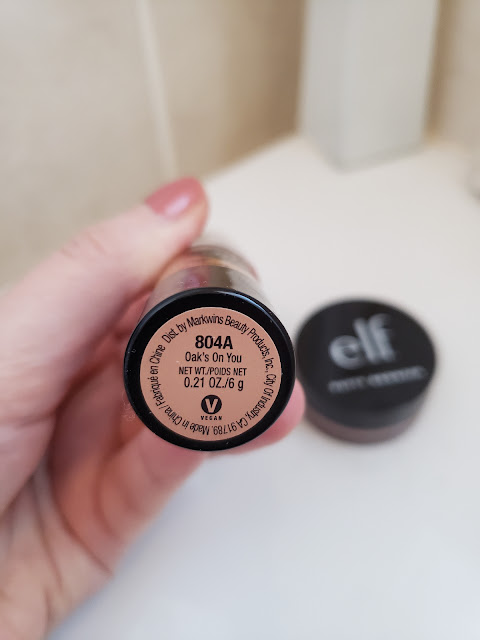 804A
Oak's On You
NET WT./POIDS NET
0.21 OZ./6 g
V
VEGAN
Dist. by Markwins Beauty Products, Inc., City Of Industry, CA 91789. Made in China/Fabriqué en Chine
elf